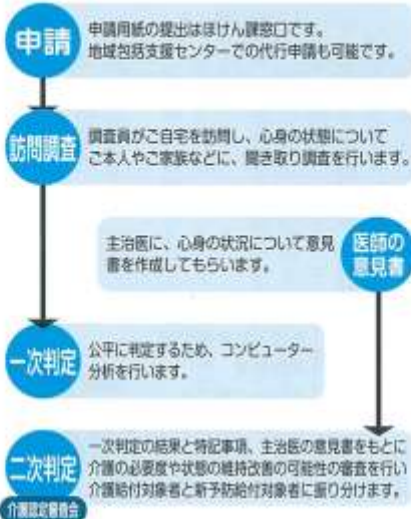 申請
申請用紙の提出はほけん課窓口です。
地域包括支援センターでの代行申請も可能です。
訪問調査
調査員がご自宅を訪問し、心身の状態について
ご本人やご家族などに、聞き取り調査を行います。
主治医に、心身の状況について意見
書を作成してもらいます。
医師の
意見書
一次判定
公平に判定するため、コンピューター
分析を行います。
二次判定
介護認定審査会
一次判定の結果と特記事項、主治医の意見書をもとに
介護の必要度や状態の維持改善の可能性の審査を行い
介護給付対象者と新予防給付対象者に振り分けます。